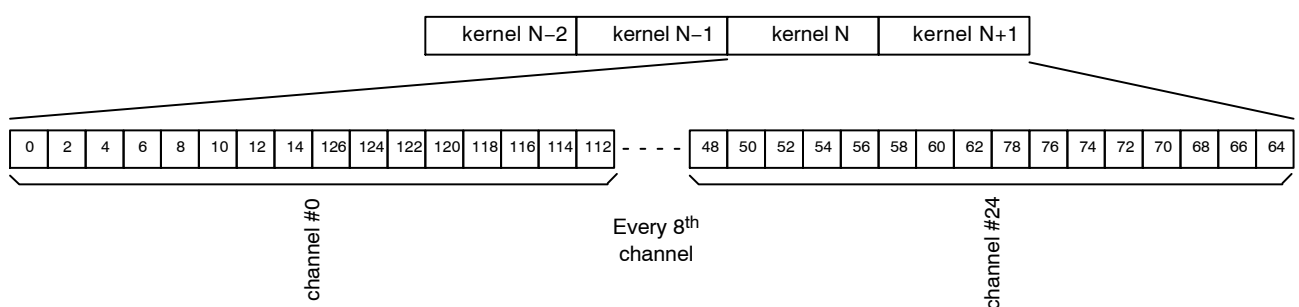 kernel N−2 kernel N−1 kernel N kernel N+1
0 2 4 6 8 10 12 14 126 124 122 120 118 116 114 112 - - - - 48 50 52 54 56 58 60 62 78 76 74 72 70 68 66 64
channel #0
Every 8th
channel
channel #24